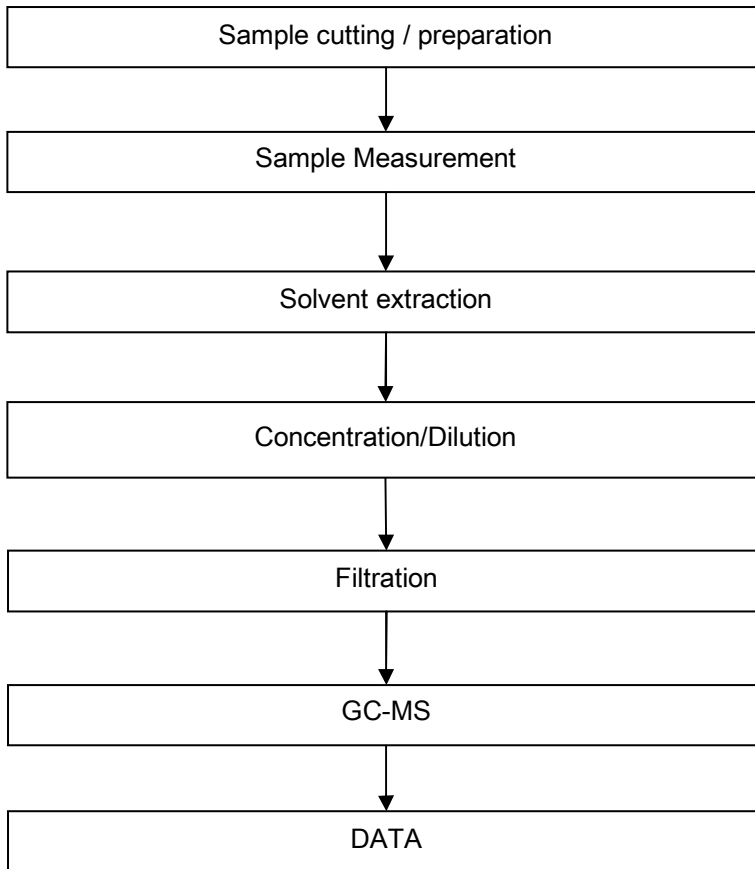 Sample cutting / preparation
Sample Measurement
Solvent extraction
Concentration/Dilution
Filtration
GC-MS
DATA